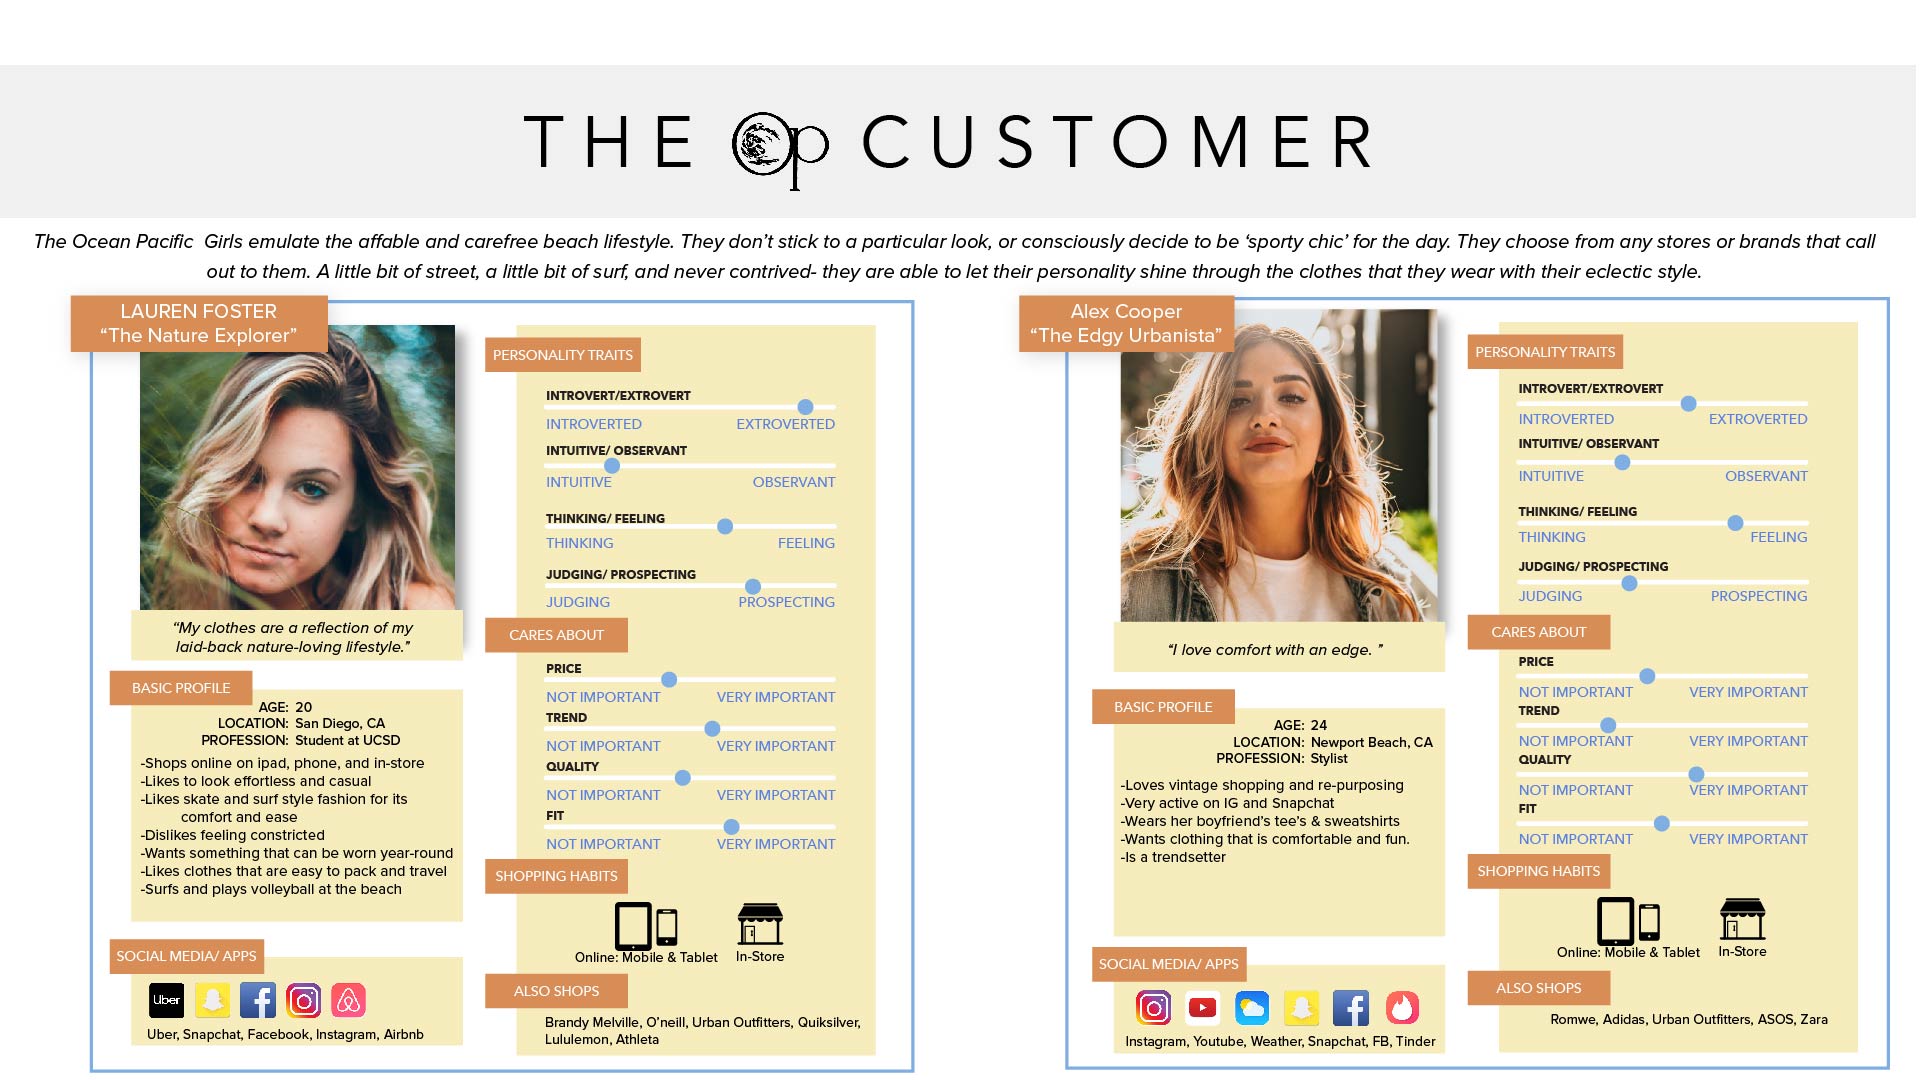 THE Op CUSTOMER
The Ocean Pacific Girls emulate the affable and carefree beach lifestyle. They don’t stick to a particular look, or consciously decide to be ‘sporty chic’ for the day. They choose from any stores or brands that call
out to them. A little bit of street, a little bit of surf, and never contrived- they are able to let their personality shine through the clothes that they wear with their eclectic style.
LAUREN FOSTER
“The Nature Explorer”
“My clothes are a reflection of my
laid-back nature-loving lifestyle.”
BASIC PROFILE
AGE: 20
LOCATION: San Diego, CA
PROFESSION: Student at UCSD
-Shops online on ipad, phone, and in-store
-Likes to look effortless and casual
-Likes skate and surf style fashion for its
comfort and ease
-Dislikes feeling constricted
-Wants something that can be worn year-round
-Likes clothes that are easy to pack and travel
-Surfs and plays volleyball at the beach
SOCIAL MEDIA/ APPS
Uber
Uber, Snapchat, Facebook, Instagram, Airbnb
PERSONALITY TRAITS
INTROVERT/EXTROVERT
INTROVERTED EXTROVERTED
INTUITIVE/ OBSERVANT
INTUITIVE OBSERVANT
THINKING/ FEELING
THINKING FEELING
JUDGING/ PROSPECTING
JUDGING PROSPECTING
CARES ABOUT
PRICE
NOT IMPORTANT VERY IMPORTANT
TREND
NOT IMPORTANT VERY IMPORTANT
QUALITY
NOT IMPORTANT VERY IMPORTANT
FIT
NOT IMPORTANT VERY IMPORTANT
SHOPPING HABITS
Online: Mobile & Tablet In-Store
ALSO SHOPS
Brandy Melville, O’neill, Urban Outfitters, Quiksilver,
Lululemon, Athleta
Alex Cooper
“The Edgy Urbanista”
“I love comfort with an edge. ”
BASIC PROFILE
AGE: 24
LOCATION: Newport Beach, CA
PROFESSION: Stylist
-Loves vintage shopping and re-purposing
-Very active on IG and Snapchat
-Wears her boyfriend’s tee’s & sweatshirts
-Wants clothing that is comfortable and fun.
-Is a trendsetter
SOCIAL MEDIA/ APPS
Instagram, Youtube, Weather, Snapchat, FB, Tinder
PERSONALITY TRAITS
INTROVERT/EXTROVERT
INTROVERTED EXTROVERTED
INTUITIVE/ OBSERVANT
INTUITIVE OBSERVANT
THINKING/ FEELING
THINKING FEELING
JUDGING/ PROSPECTING
JUDGING PROSPECTING
CARES ABOUT
PRICE
NOT IMPORTANT VERY IMPORTANT
TREND
NOT IMPORTANT VERY IMPORTANT
QUALITY
NOT IMPORTANT VERY IMPORTANT
FIT
NOT IMPORTANT VERY IMPORTANT
SHOPPING HABITS
Online: Mobile & Tablet In-Store
ALSO SHOPS
Romwe, Adidas, Urban Outfitters, ASOS, Zara